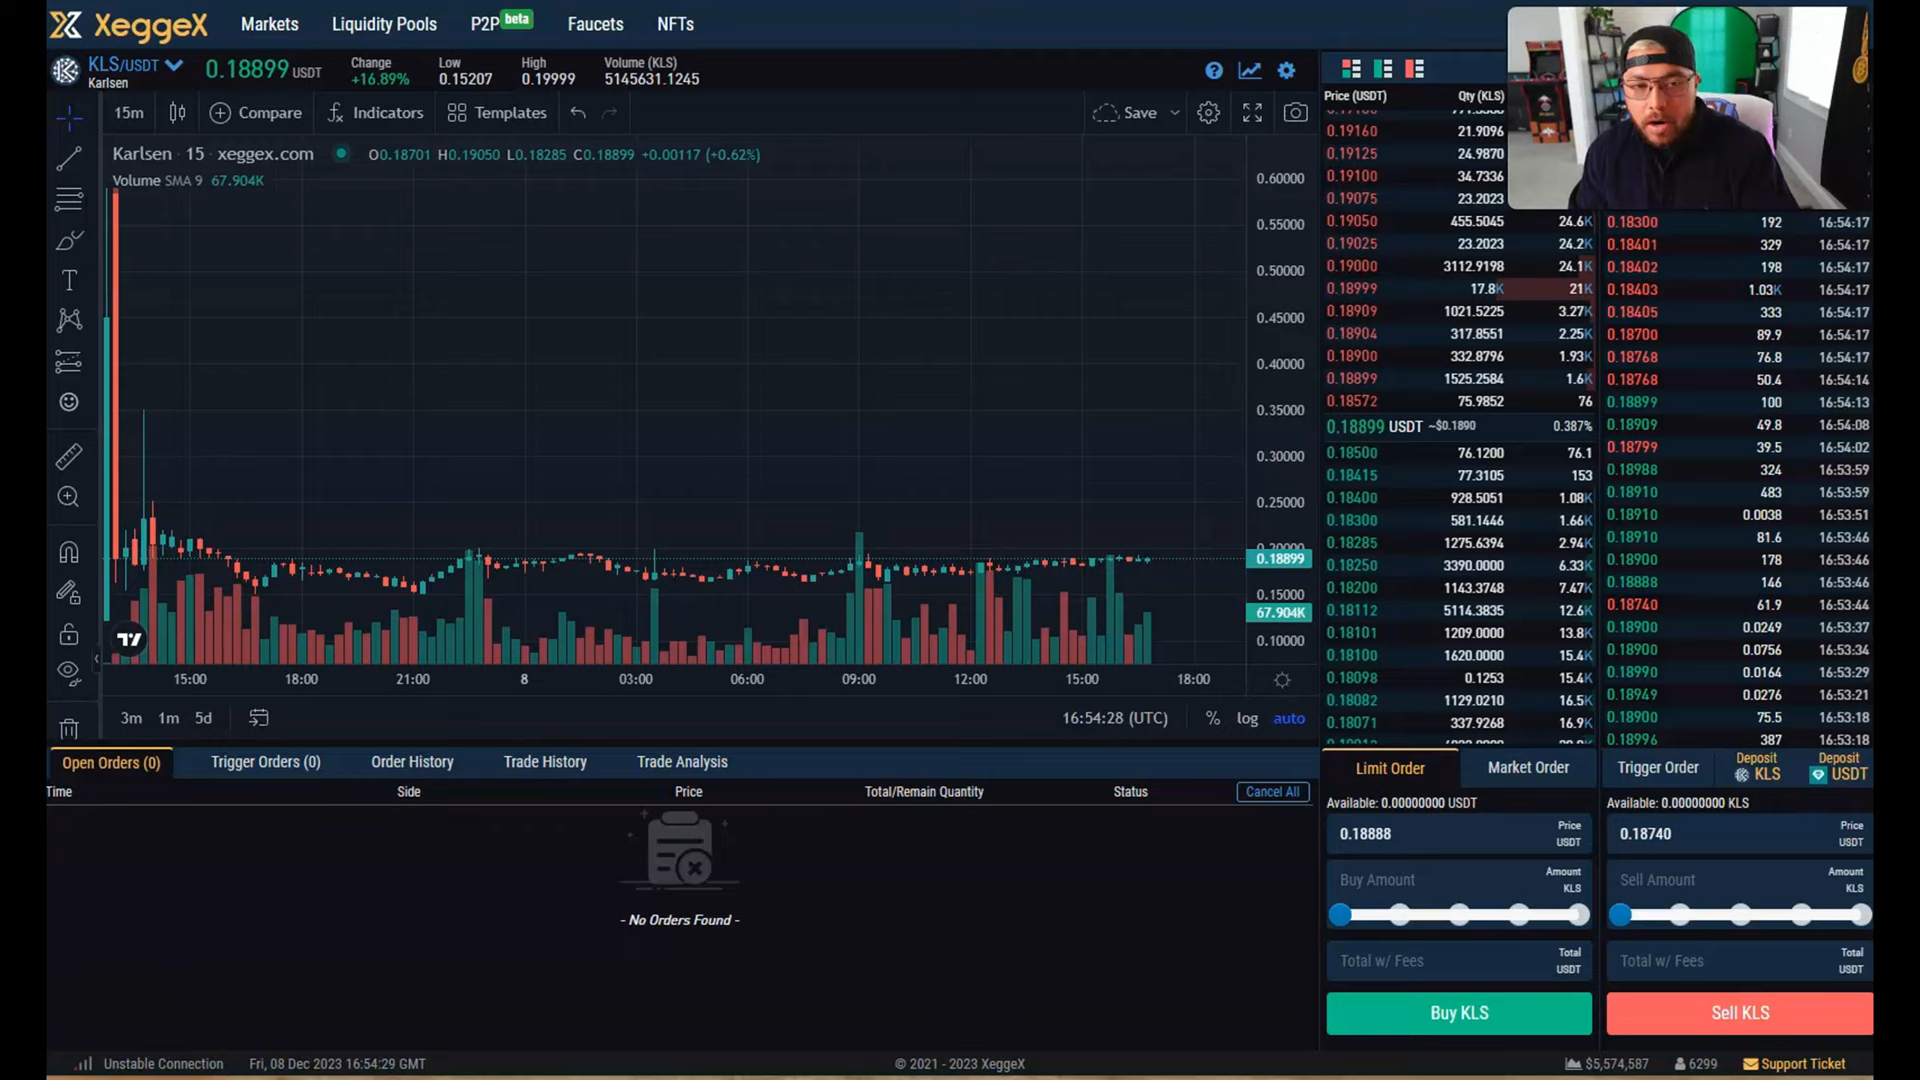 XeggeX Markets Liquidity Pools P2P beta Faucets NFTs
KLS/USDT 0.18899 USDT Change Low High Volume (KLS)
Karlsen +16.89% 0.15207 0.19999 5145631.1245
15m Compare Indicators Templates Save
Karlsen · 15 · xeggex.com O0.18701 H0.19050 L0.18285 C0.18899 +0.00117 (+0.62%)
Volume SMA 9 67.904K
0.60000
0.55000
0.50000
0.45000
0.40000
0.35000
0.30000
0.25000
0.18899
0.15000
67.904K
0.10000
15:00 18:00 21:00 8 03:00 06:00 09:00 12:00 15:00 18:00
3m 1m 5d 16:54:28 (UTC) % log auto
Price (USDT) Qty (KLS)
0.19160 21.9096
0.19125 24.9870
0.19100 34.7336
0.19075 23.2023
0.19050 455.5045 24.6K
0.19025 23.2023 24.2K
0.19000 3112.9198 24.1K
0.18999 17.8K 21K
0.18909 1021.5225 3.27K
0.18904 317.8551 2.25K
0.18900 332.8796 1.93K
0.18899 1525.2584 1.6K
0.18572 75.9852 76
0.18899 USDT ~$0.1890 0.387%
0.18500 76.1200 76.1
0.18415 77.3105 153
0.18400 928.5051 1.08K
0.18300 581.1446 1.66K
0.18285 1275.6394 2.94K
0.18250 3390.0000 6.33K
0.18200 1143.3748 7.47K
0.18112 5114.3835 12.6K
0.18101 1209.0000 13.8K
0.18100 1620.0000 15.4K
0.18098 0.1253 15.4K
0.18082 1129.0210 16.5K
0.18071 337.9268 16.9K
0.18300 192 16:54:17
0.18401 329 16:54:17
0.18402 198 16:54:17
0.18403 1.03K 16:54:17
0.18405 333 16:54:17
0.18700 89.9 16:54:17
0.18768 76.8 16:54:17
0.18768 50.4 16:54:14
0.18899 100 16:54:13
0.18909 49.8 16:54:08
0.18799 39.5 16:54:02
0.18988 324 16:53:59
0.18910 483 16:53:59
0.18910 0.0038 16:53:51
0.18910 81.6 16:53:46
0.18900 178 16:53:46
0.18888 146 16:53:44
0.18740 61.9 16:53:44
0.18900 0.0249 16:53:37
0.18900 0.0756 16:53:34
0.18990 0.0164 16:53:29
0.18949 0.0276 16:53:21
0.18900 75.5 16:53:18
0.18996 387 16:53:18
Open Orders (0) Trigger Orders (0) Order History Trade History Trade Analysis
Time Side Price Total/Remain Quantity Status Cancel All
- No Orders Found -
Limit Order Market Order Trigger Order Deposit KLS Deposit USDT
Available: 0.00000000 USDT Available: 0.00000000 KLS
0.18888 Price USDT 0.18740 Price USDT
Buy Amount Amount KLS Sell Amount Amount KLS
Total w/ Fees Total USDT Total w/ Fees Total USDT
Buy KLS Sell KLS
Unstable Connection Fri, 08 Dec 2023 16:54:29 GMT © 2021 - 2023 XeggeX $5,574,587 6299 Support Ticket